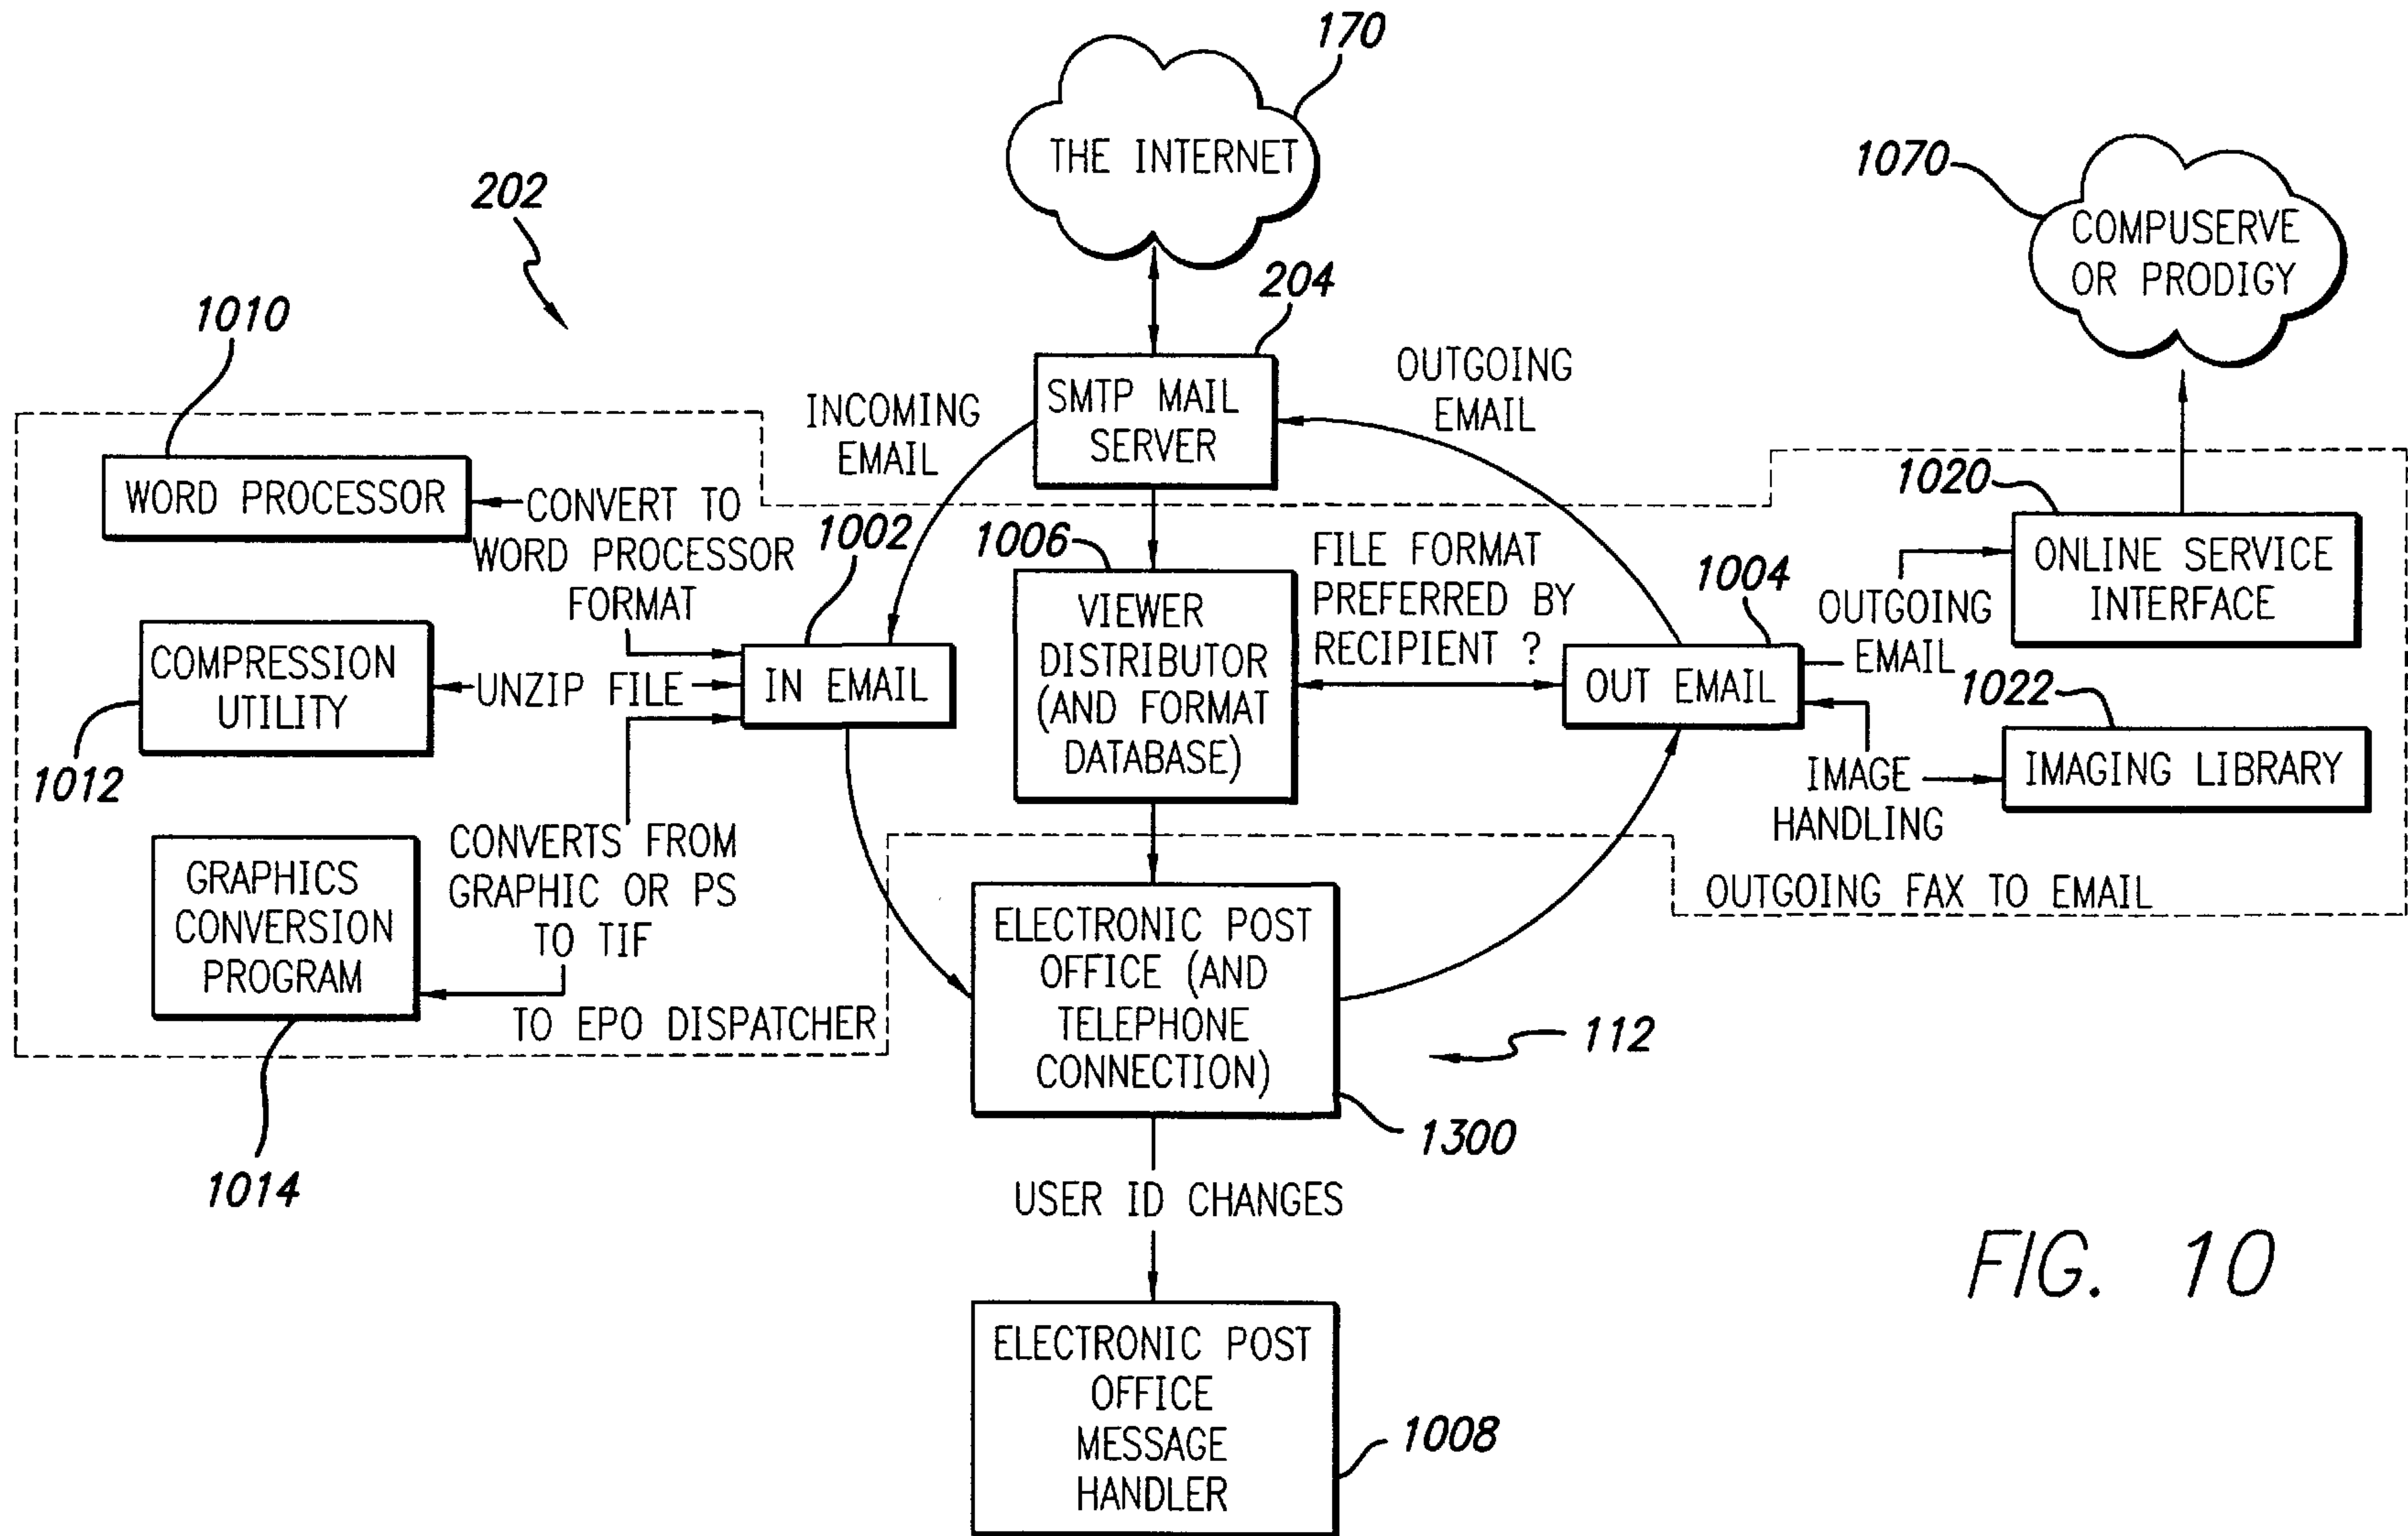 170
THE INTERNET
1070
COMPUSERVE
OR PRODIGY
202
204
1010
SMTP MAIL
SERVER
OUTGOING
EMAIL
INCOMING
EMAIL
WORD PROCESSOR
CONVERT TO
WORD PROCESSOR
FORMAT
1002
1006
FILE FORMAT
PREFERRED BY
RECIPIENT ?
1004
1020
ONLINE SERVICE
INTERFACE
OUTGOING
EMAIL
COMPRESSION
UTILITY
1012
UNZIP FILE
IN EMAIL
VIEWER
DISTRIBUTOR
(AND FORMAT
DATABASE)
OUT EMAIL
1022
IMAGING LIBRARY
IMAGE
HANDLING
GRAPHICS
CONVERSION
PROGRAM
1014
CONVERTS FROM
GRAPHIC OR PS
TO TIF
TO EPO DISPATCHER
ELECTRONIC POST
OFFICE (AND
TELEPHONE
CONNECTION)
OUTGOING FAX TO EMAIL
112
1300
USER ID CHANGES
ELECTRONIC POST
OFFICE
MESSAGE
HANDLER
1008
FIG. 10